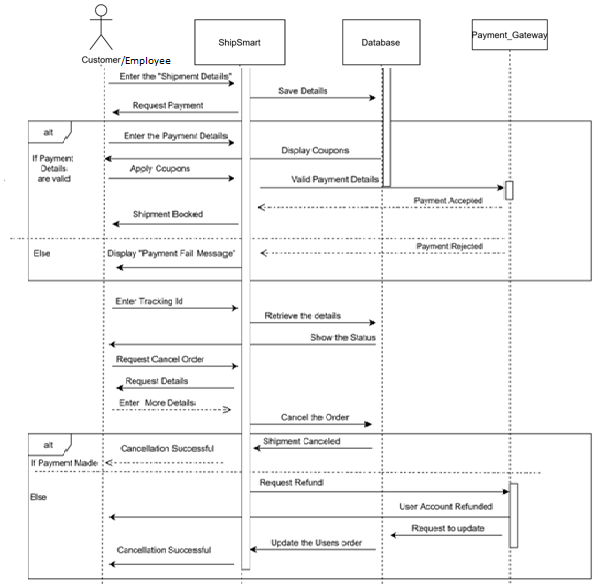 Customer/Employee
ShipSmart
Database
Payment_Gateway
Enter the "Shipment Details"
Save Details
Request Payment
alt
Enter the Payment Details
Display Coupons
If Payment
Details
are valid
Apply Coupons
Valid Payment Details
Payment Accepted
Shipment Booked
Payment Rejected
Else
Display "Payment Fail Message"
Enter Tracking Id
Retrieve the details
Show the Status
Request Cancel Order
Request Details
Enter More Details
Cancel the Order
alt
Shipment Canceled
Cancellation Successful
If Payment Made
Request Refund
Else
User Account Refunded
Request to update
Update the Users order
Cancellation Successful